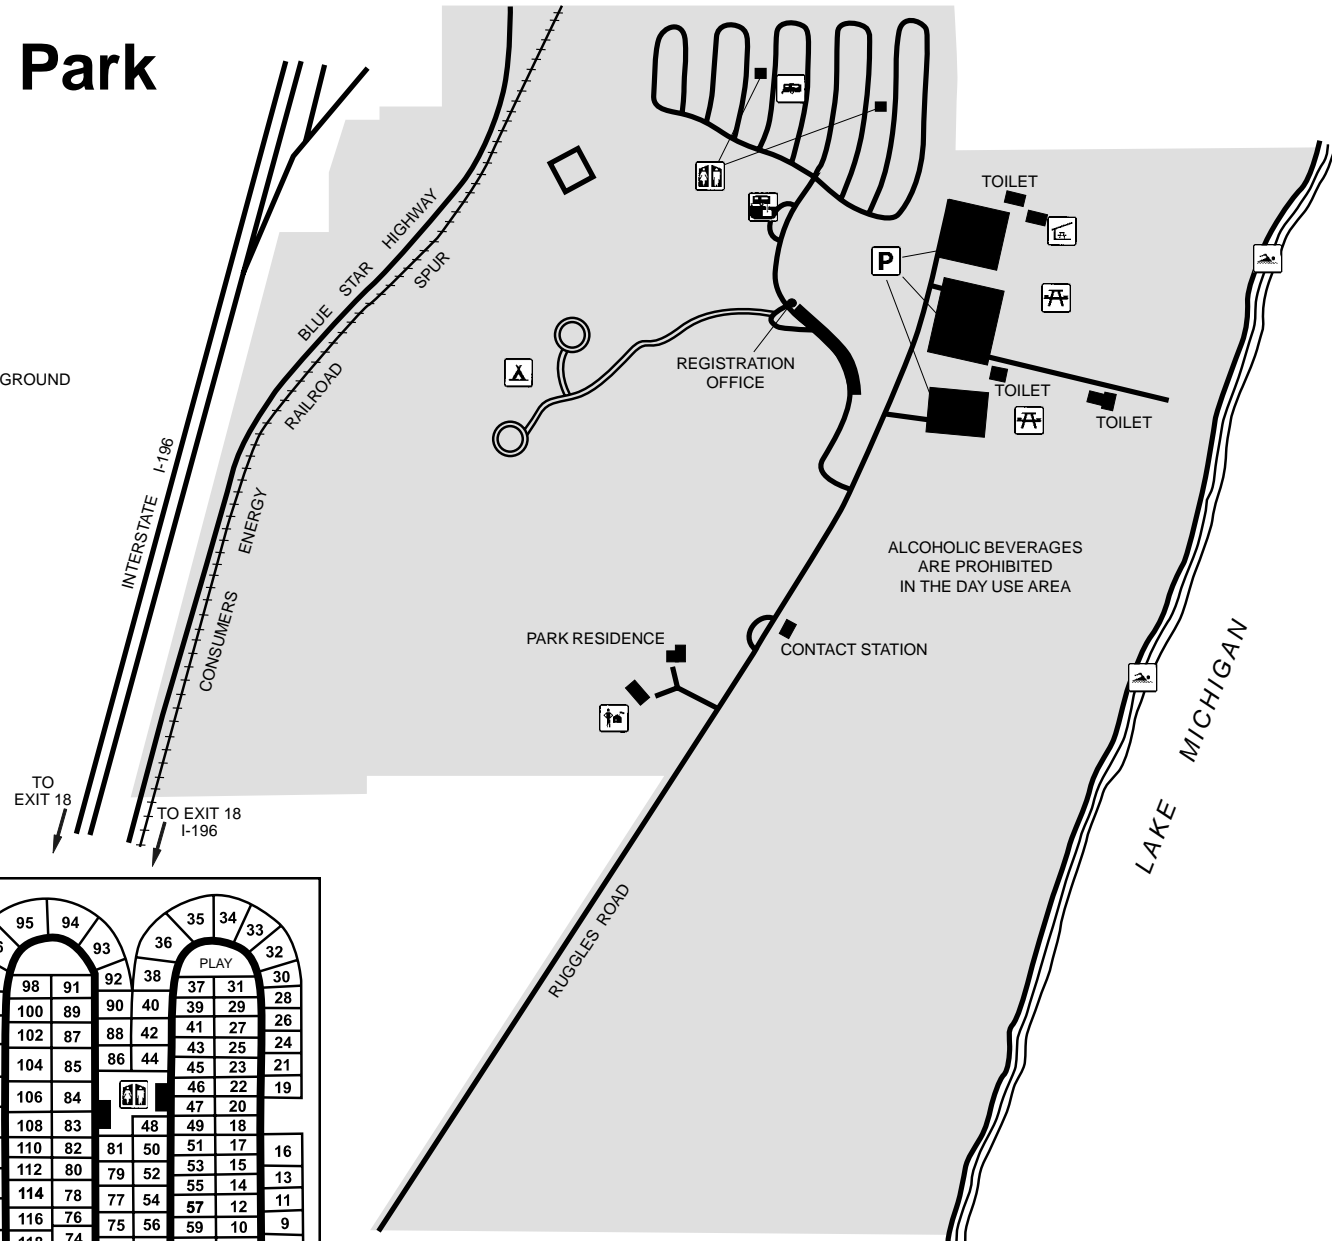 Park
TOILET
BLUE STAR HIGHWAY
P
SPUR
REGISTRATION
OFFICE
GROUND
RAILROAD
TOILET
TOILET
INTERSTATE I-196
ENERGY
ALCOHOLIC BEVERAGES
ARE PROHIBITED
IN THE DAY USE AREA
CONSUMERS
PARK RESIDENCE
CONTACT STATION
LAKE MICHIGAN
TO
EXIT 18
TO EXIT 18
I-196
RUGGLES ROAD
95 94 35 34 33
93 36 32
PLAY
92 38 30
98 91 37 31
90 40 28
100 89 39 29
26
102 87 88 42 41 27
24
86 44 43 25
104 85 45 23 21
46 22 19
106 84 47 20
108 83 48 49 18
110 82 81 50 51 17 16
112 80 79 52 53 15 13
114 78 77 54 55 14 11
57 12
116 76 75 56 59 10 9
74